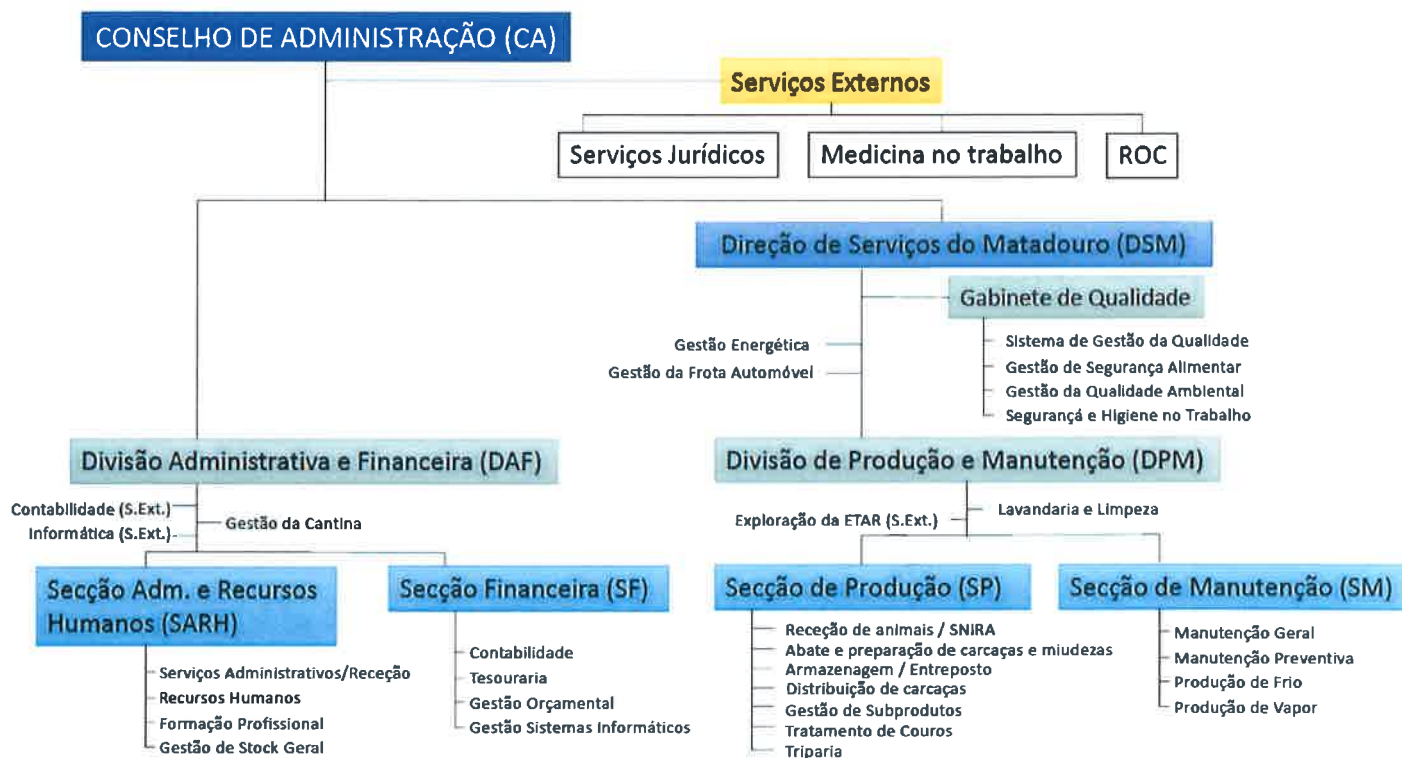 CONSELHO DE ADMINISTRAÇÃO (CA)
Serviços Externos
Serviços Jurídicos
Medicina no trabalho
ROC
Direção de Serviços do Matadouro (DSM)
Gabinete de Qualidade
Sistema de Gestão da Qualidade
Gestão de Segurança Alimentar
Gestão da Qualidade Ambiental
Segurançá e Higiene no Trabalho
Gestão Energética
Gestão da Frota Automóvel
Divisão Administrativa e Financeira (DAF)
Contabilidade (S.Ext.)
Gestão da Cantina
Informática (S.Ext.)
Secção Adm. e Recursos
Humanos (SARH)
Serviços Administrativos/Receção
Recursos Humanos
Formação Profissional
Gestão de Stock Geral
Secção Financeira (SF)
Contabilidade
Tesouraria
Gestão Orçamental
Gestão Sistemas Informáticos
Divisão de Produção e Manutenção (DPM)
Lavandaria e Limpeza
Exploração da ETAR (S.Ext.)
Secção de Produção (SP)
Receção de animais / SNiRA
Abate e preparação de carcaças e miudezas
Armazenagem / Entreposto
Distribuição de carcaças
Gestão de Subprodutos
Tratamento de Couros
Triparia
Secção de Manutenção (SM)
Manutenção Geral
Manutenção Preventiva
Produção de Frio
Produção de Vapor